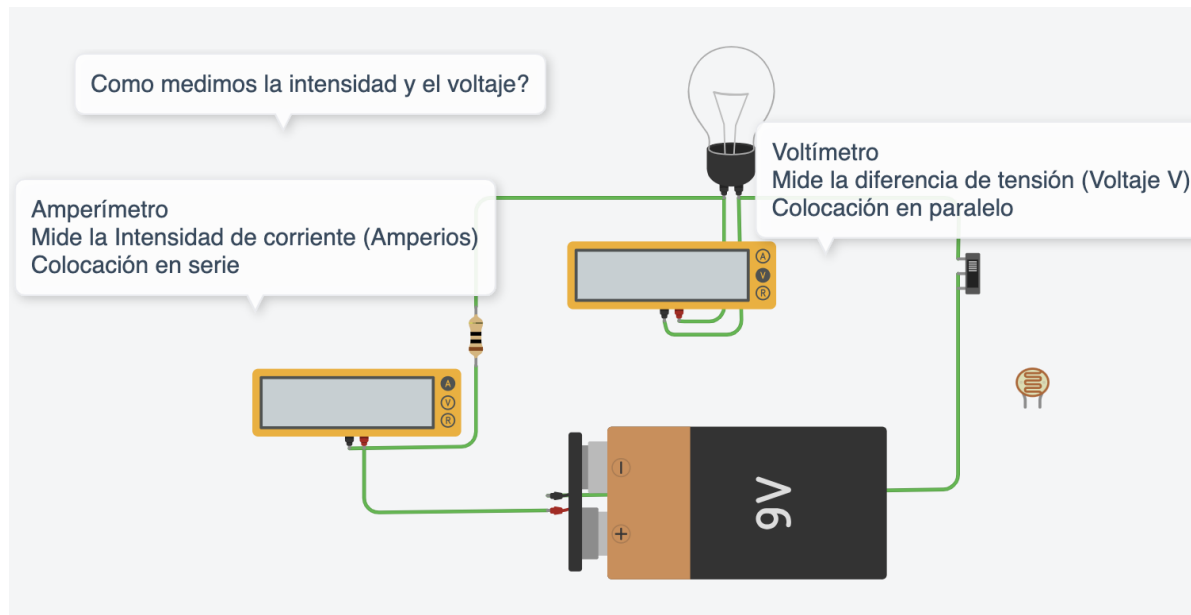 Como medimos la intensidad y el voltaje?
Voltímetro
Mide la diferencia de tensión (Voltaje V)
Colocación en paralelo
Amperímetro
Mide la Intensidad de corriente (Amperios)
Colocación en serie
A
V
R
A
V
R
9V